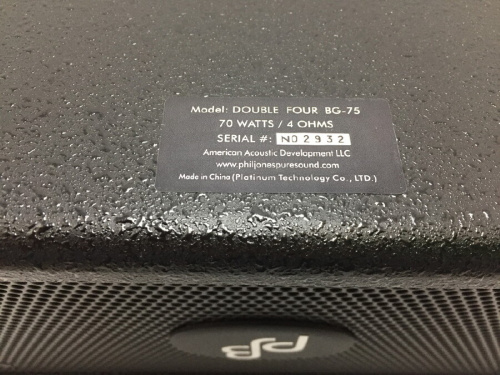 Model: DOUBLE FOUR BG-75
70 WATTS / 4 OHMS
SERIAL #: N02932
American Acoustic Development LLC
www.philjonespuresound.com
Made in China (Platinum Technology Co., LTD.)
PJB